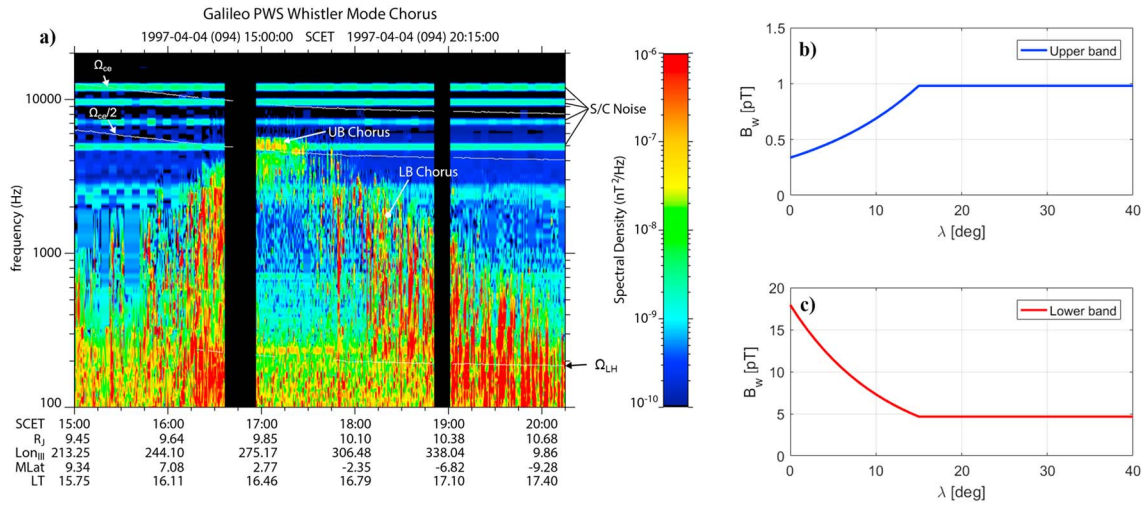 Galileo PWS Whistler Mode Chorus
a)
1997-04-04 (094) 15:00:00 SCET 1997-04-04 (094) 20:15:00
Ωce
Ωce/2
UB Chorus
LB Chorus
S/C Noise
ΩLH
frequency (Hz)
10000
1000
100
Spectral Density (nT²/Hz)
10⁻⁶
10⁻⁷
10⁻⁸
10⁻⁹
10⁻¹⁰
SCET 15:00 16:00 17:00 18:00 19:00 20:00
RJ 9.45 9.64 9.85 10.10 10.38 10.68
LonIII 213.25 244.10 275.17 306.48 338.04 9.86
MLat 9.34 7.08 2.77 -2.35 -6.82 -9.28
LT 15.75 16.11 16.46 16.79 17.10 17.40
b)
Upper band
Bw [pT]
1.5
1
0.5
0
0 10 20 30 40
λ [deg]
c)
Lower band
Bw [pT]
20
15
10
5
0
0 10 20 30 40
λ [deg]